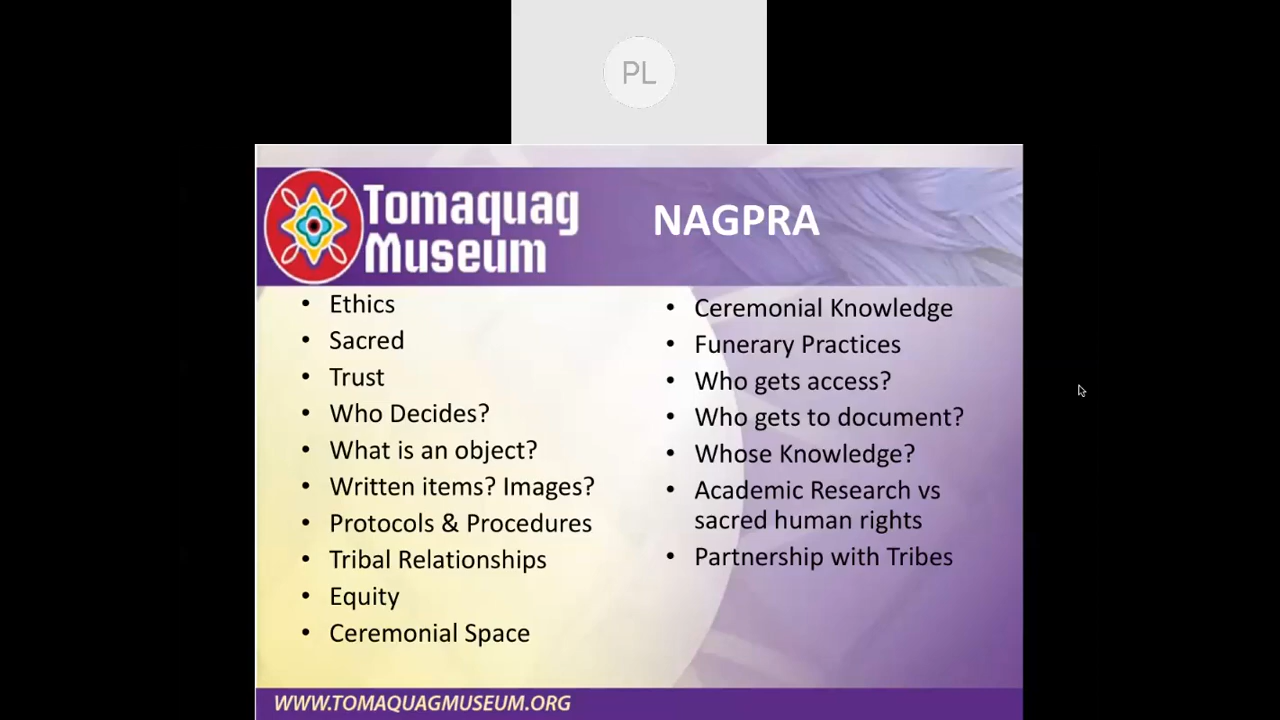 PL
Tomaquag
Museum
NAGPRA
• Ethics
• Sacred
• Trust
• Who Decides?
• What is an object?
• Written items? Images?
• Protocols & Procedures
• Tribal Relationships
• Equity
• Ceremonial Space
• Ceremonial Knowledge
• Funerary Practices
• Who gets access?
• Who gets to document?
• Whose Knowledge?
• Academic Research vs
sacred human rights
• Partnership with Tribes
WWW.TOMAQUAGMUSEUM.ORG